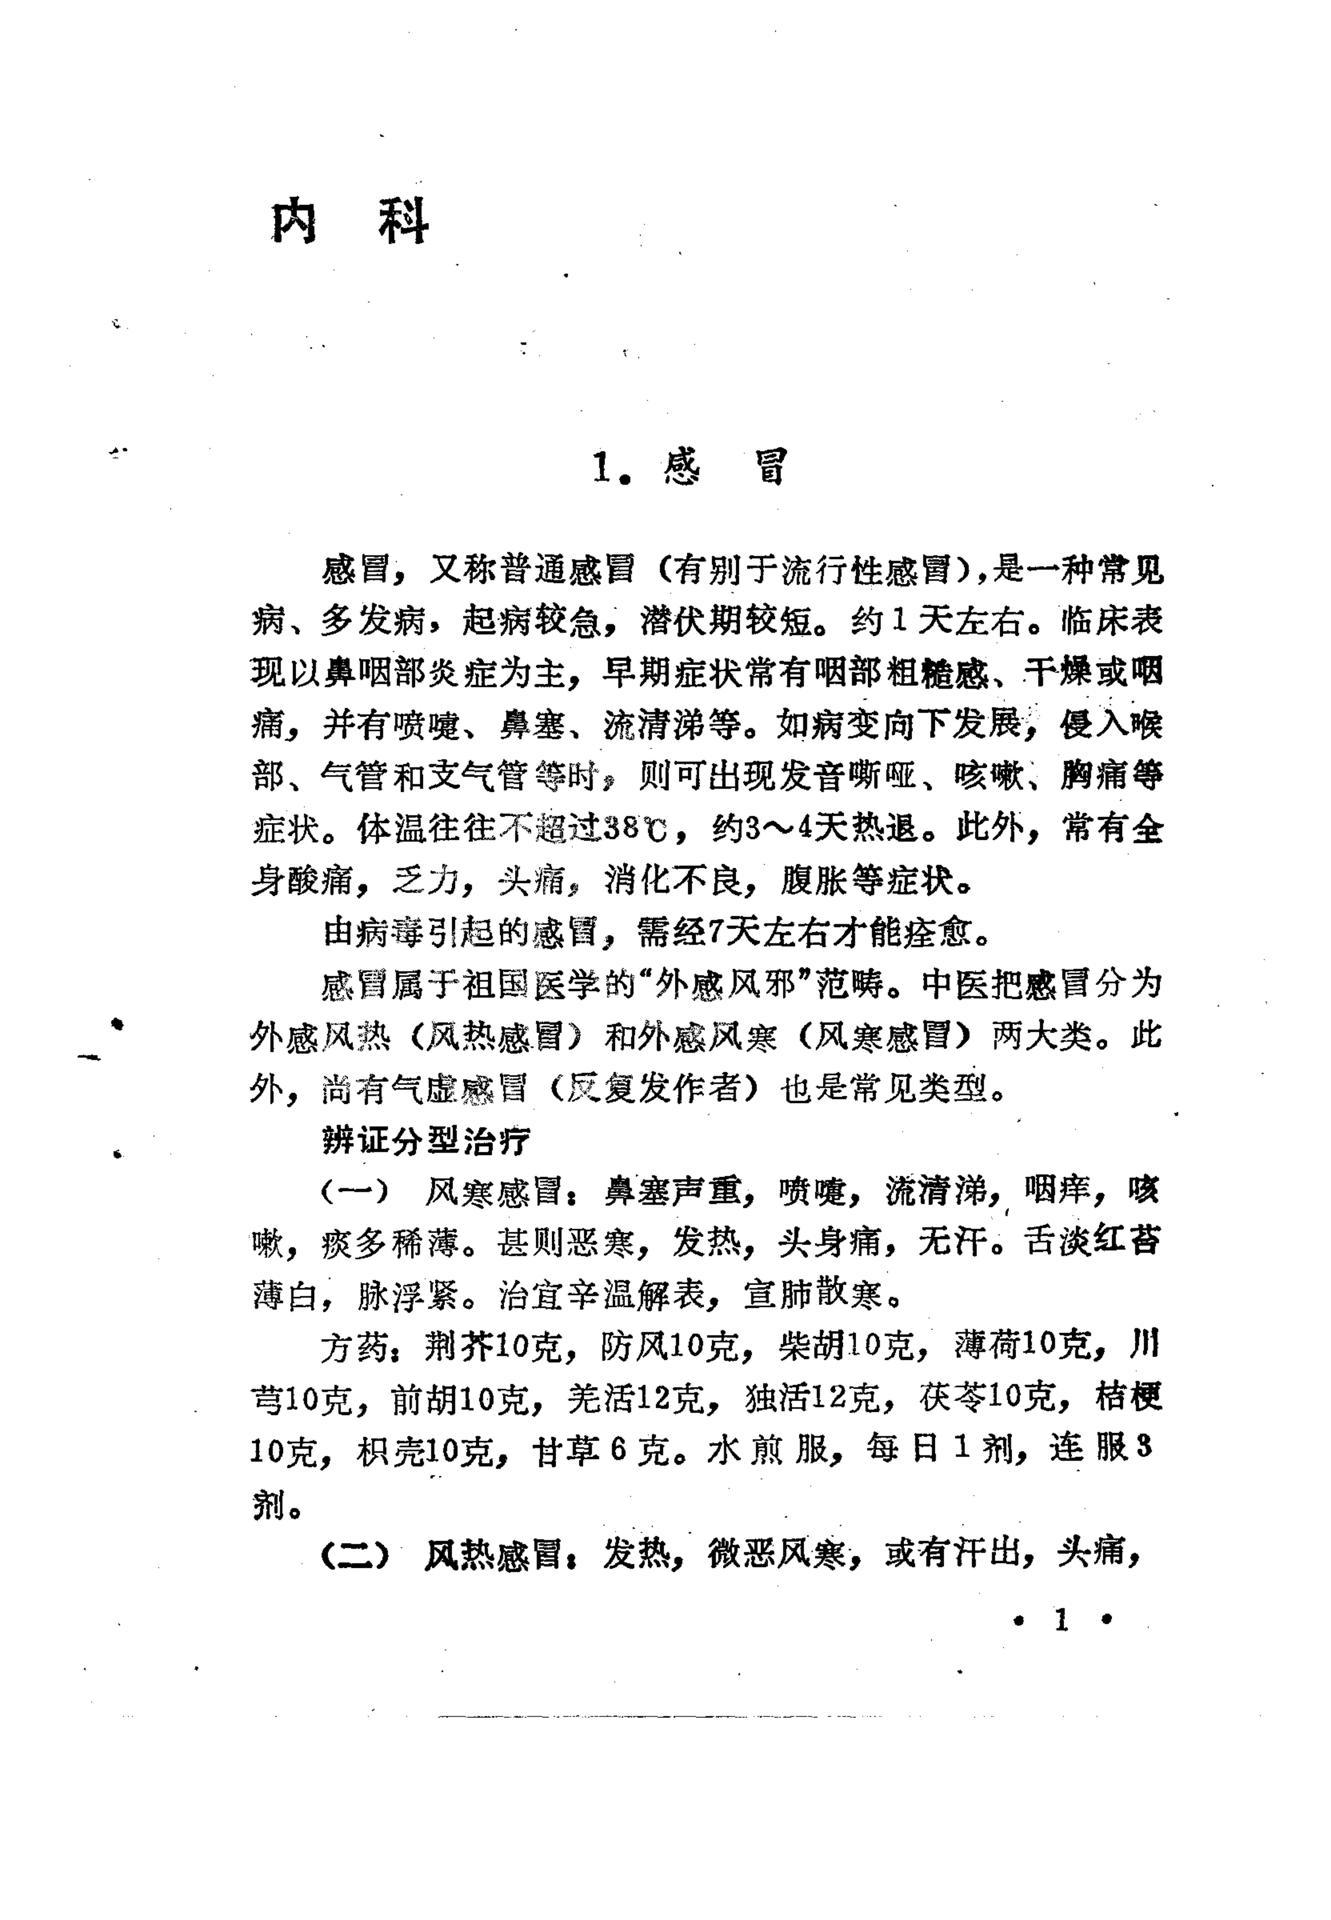 内 科
1. 感 冒
感冒，又称普通感冒（有别于流行性感冒），是一种常见
病、多发病，起病较急，潜伏期较短。约1天左右。临床表
现以鼻咽部炎症为主，早期症状常有咽部粗糙感、干燥或咽
痛，并有喷嚏、鼻塞、流清涕等。如病变向下发展，侵入喉
部、气管和支气管等时，则可出现发音嘶哑、咳嗽、胸痛等
症状。体温往往不超过38℃，约3～4天热退。此外，常有全
身酸痛，乏力，头痛，消化不良，腹胀等症状。
由病毒引起的感冒，需经7天左右才能痊愈。
感冒属于祖国医学的“外感风邪”范畴。中医把感冒分为
外感风热（风热感冒）和外感风寒（风寒感冒）两大类。此
外，尚有气虚感冒（反复发作者）也是常见类型。
辨证分型治疗
（一） 风寒感冒：鼻塞声重，喷嚏，流清涕，咽痒，咳
嗽，痰多稀薄。甚则恶寒，发热，头身痛，无汗。舌淡红苔
薄白，脉浮紧。治宜辛温解表，宣肺散寒。
方药：荆芥10克，防风10克，柴胡10克，薄荷10克，川
芎10克，前胡10克，羌活12克，独活12克，茯苓10克，桔梗
10克，枳壳10克，甘草6克。水煎服，每日1剂，连服3
剂。
（二） 风热感冒：发热，微恶风寒，或有汗出，头痛，
• 1 •